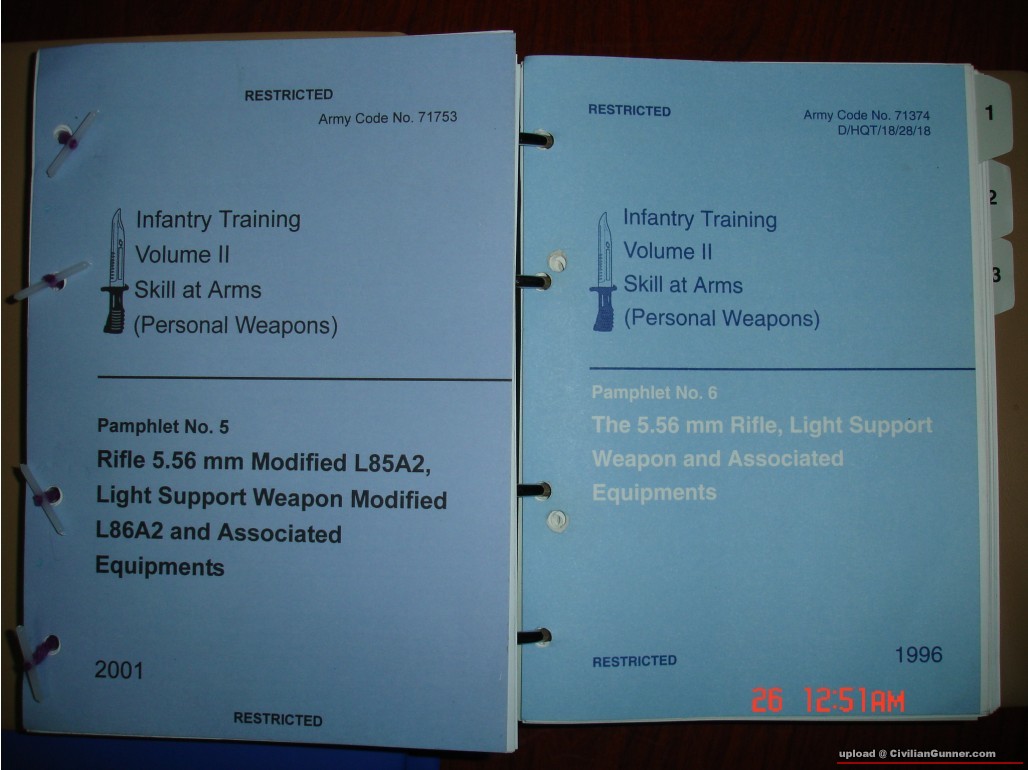 RESTRICTED
Army Code No. 71753
Infantry Training
Volume II
Skill at Arms
(Personal Weapons)
Pamphlet No. 5
Rifle 5.56 mm Modified L85A2,
Light Support Weapon Modified
L86A2 and Associated
Equipments
2001
RESTRICTED
RESTRICTED
Army Code No. 71374
D/HQT/18/28/18
Infantry Training
Volume II
Skill at Arms
(Personal Weapons)
Pamphlet No. 6
The 5.56 mm Rifle, Light Support
Weapon and Associated
Equipments
RESTRICTED
1996
1
2
3
26 12:51AM
upload @ CivilianGunner.com